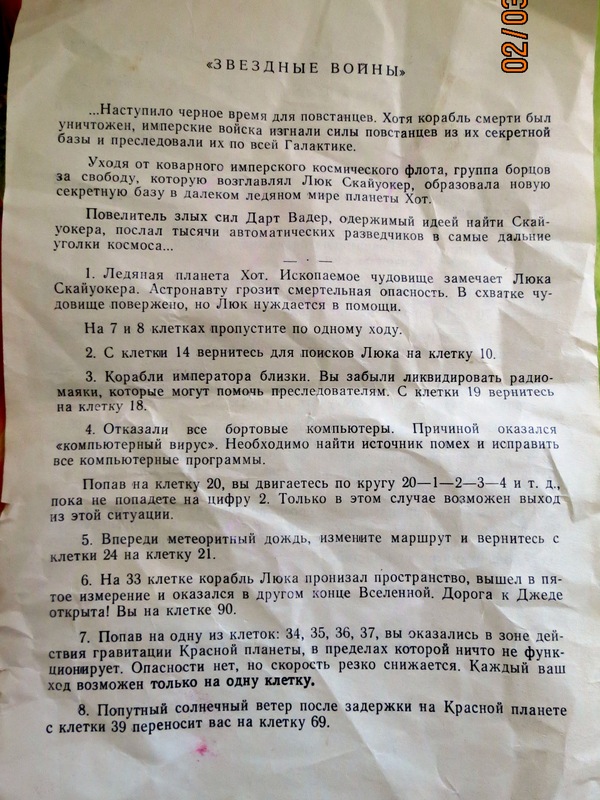 02/03
«ЗВЕЗДНЫЕ ВОЙНЫ»
...Наступило черное время для повстанцев. Хотя корабль смерти был
уничтожен, имперские войска изгнали силы повстанцев из их секретной
базы и преследовали их по всей Галактике.
Уходя от коварного имперского космического флота, группа борцов
за свободу, которую возглавлял Люк Скайуокер, образовала новую
секретную базу в далеком ледяном мире планеты Хот.
Повелитель злых сил Дарт Вадер, одержимый идеей найти Скай-
уокера, послал тысячи автоматических разведчиков в самые дальние
уголки космоса...
— · —
1. Ледяная планета Хот. Ископаемое чудовище замечает Люка
Скайуокера. Астронавту грозит смертельная опасность. В схватке чу-
довище повержено, но Люк нуждается в помощи.
На 7 и 8 клетках пропустите по одному ходу.
2. С клетки 14 вернитесь для поисков Люка на клетку 10.
3. Корабли императора близки. Вы забыли ликвидировать радио-
маяки, которые могут помочь преследователям. С клетки 19 вернитесь
на клетку 18.
4. Отказали все бортовые компьютеры. Причиной оказался
«компьютерный вирус». Необходимо найти источник помех и исправить
все компьютерные программы.
Попав на клетку 20, вы двигаетесь по кругу 20—1—2—3—4 и т. д.,
пока не попадете на цифру 2. Только в этом случае возможен выход
из этой ситуации.
5. Впереди метеоритный дождь, измените маршрут и вернитесь с
клетки 24 на клетку 21.
6. На 33 клетке корабль Люка пронизал пространство, вышел в пя-
тое измерение и оказался в другом конце Вселенной. Дорога к Джеде
открыта! Вы на клетке 90.
7. Попав на одну из клеток: 34, 35, 36, 37, вы оказались в зоне дей-
ствия гравитации Красной планеты, в пределах которой ничто не функ-
ционирует. Опасности нет, но скорость резко снижается. Каждый ваш
ход возможен только на одну клетку.
8. Попутный солнечный ветер после задержки на Красной планете
с клетки 39 переносит вас на клетку 69.